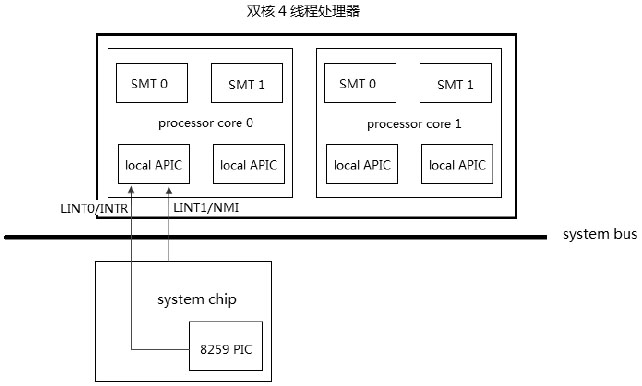 双核4线程处理器
SMT 0
SMT 1
SMT 0
SMT 1
processor core 0
processor core 1
local APIC
local APIC
local APIC
local APIC
LINT0/INTR
LINT1/NMI
system bus
system chip
8259 PIC